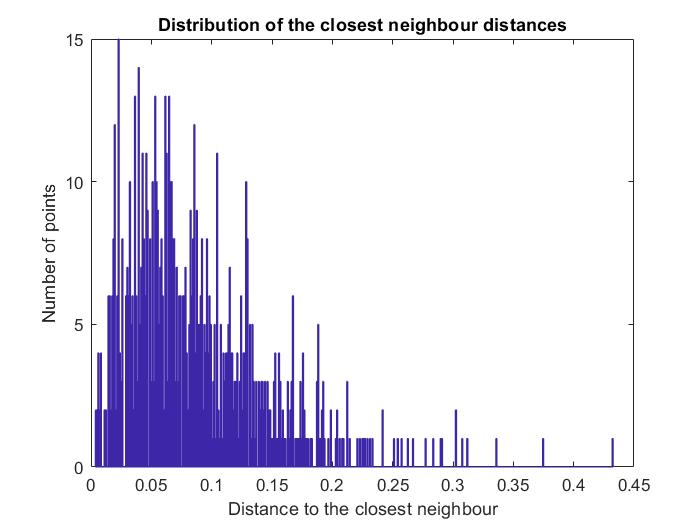 Distribution of the closest neighbour distances
15
10
5
0
Number of points
0 0.05 0.1 0.15 0.2 0.25 0.3 0.35 0.4 0.45
Distance to the closest neighbour